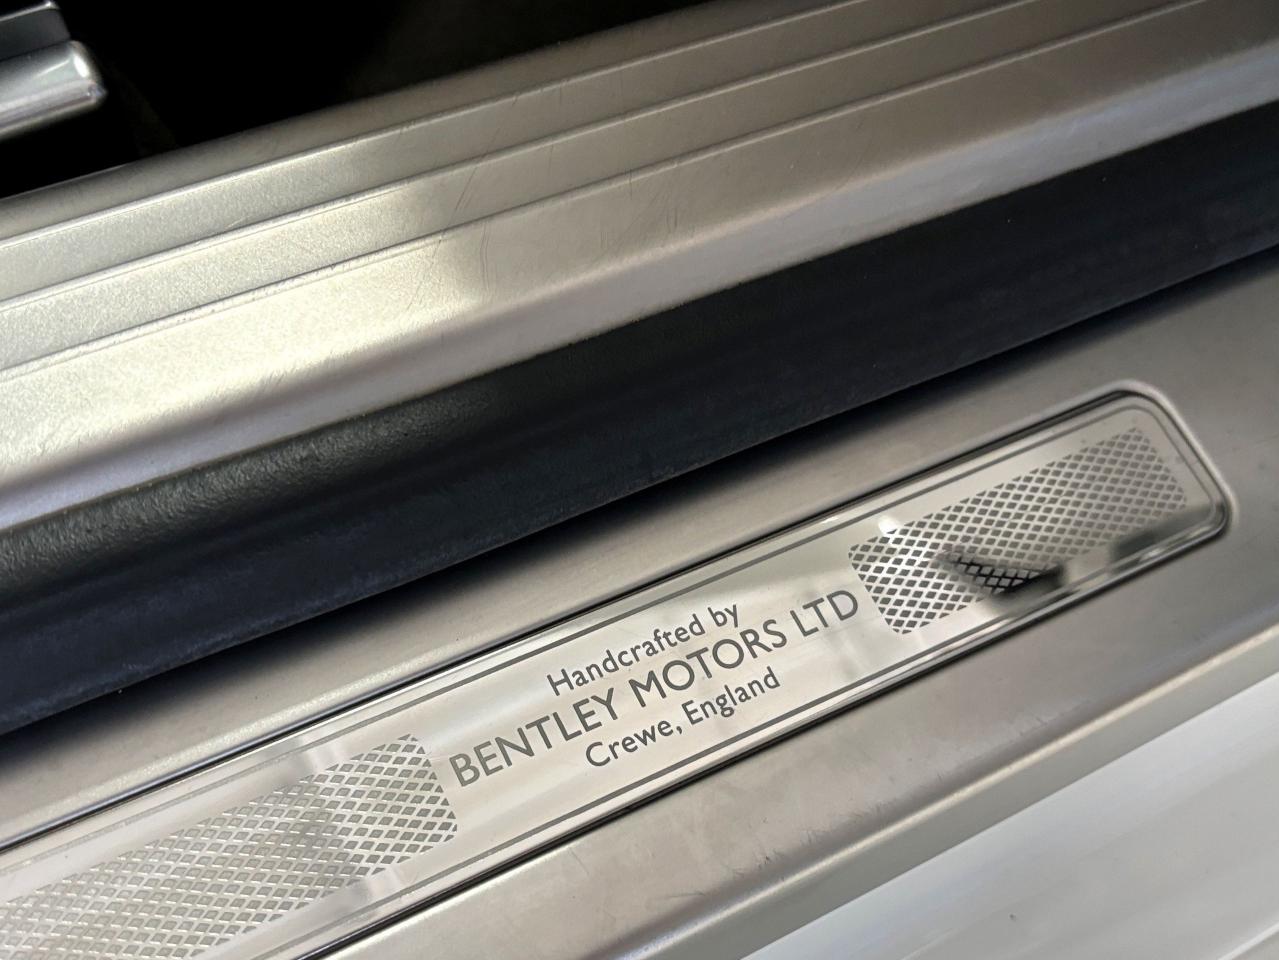 Handcrafted by
BENTLEY MOTORS LTD
Crewe, England